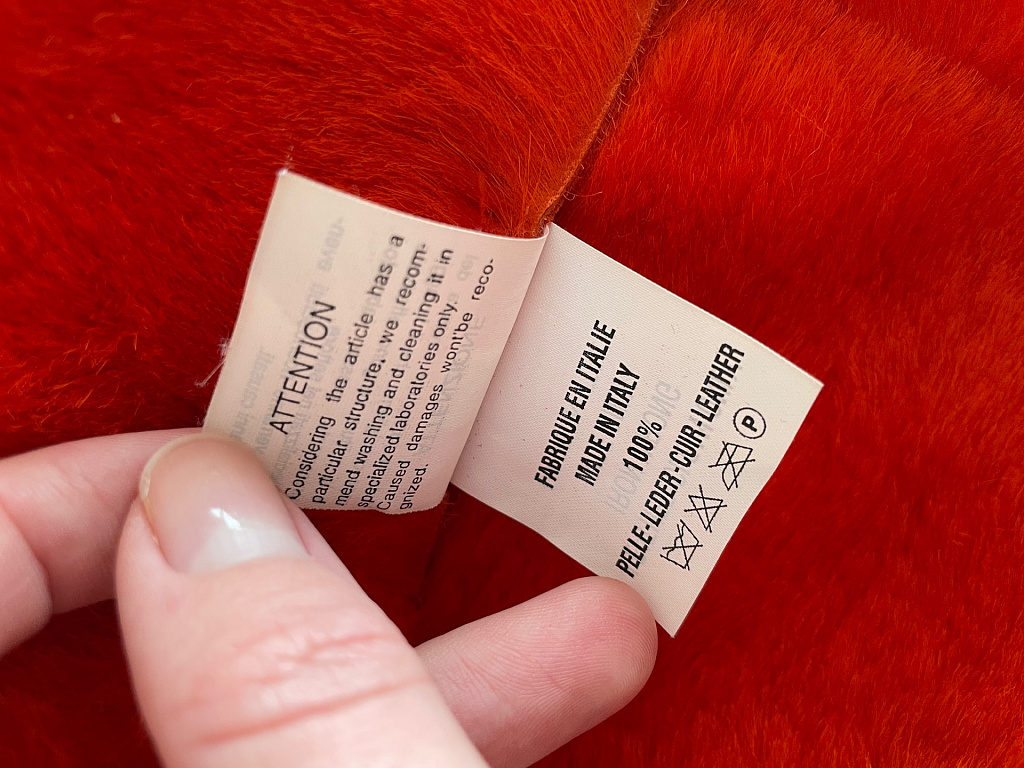 ATTENTION
Considering the article has a
particular structure, we recom-
mend washing and cleaning it in
specialized laboratories only.
Caused damages wont'be reco-
gnized.
FABRIQUE EN ITALIE
MADE IN ITALY
100%
PELLE-LEDER-CUIR-LEATHER
P